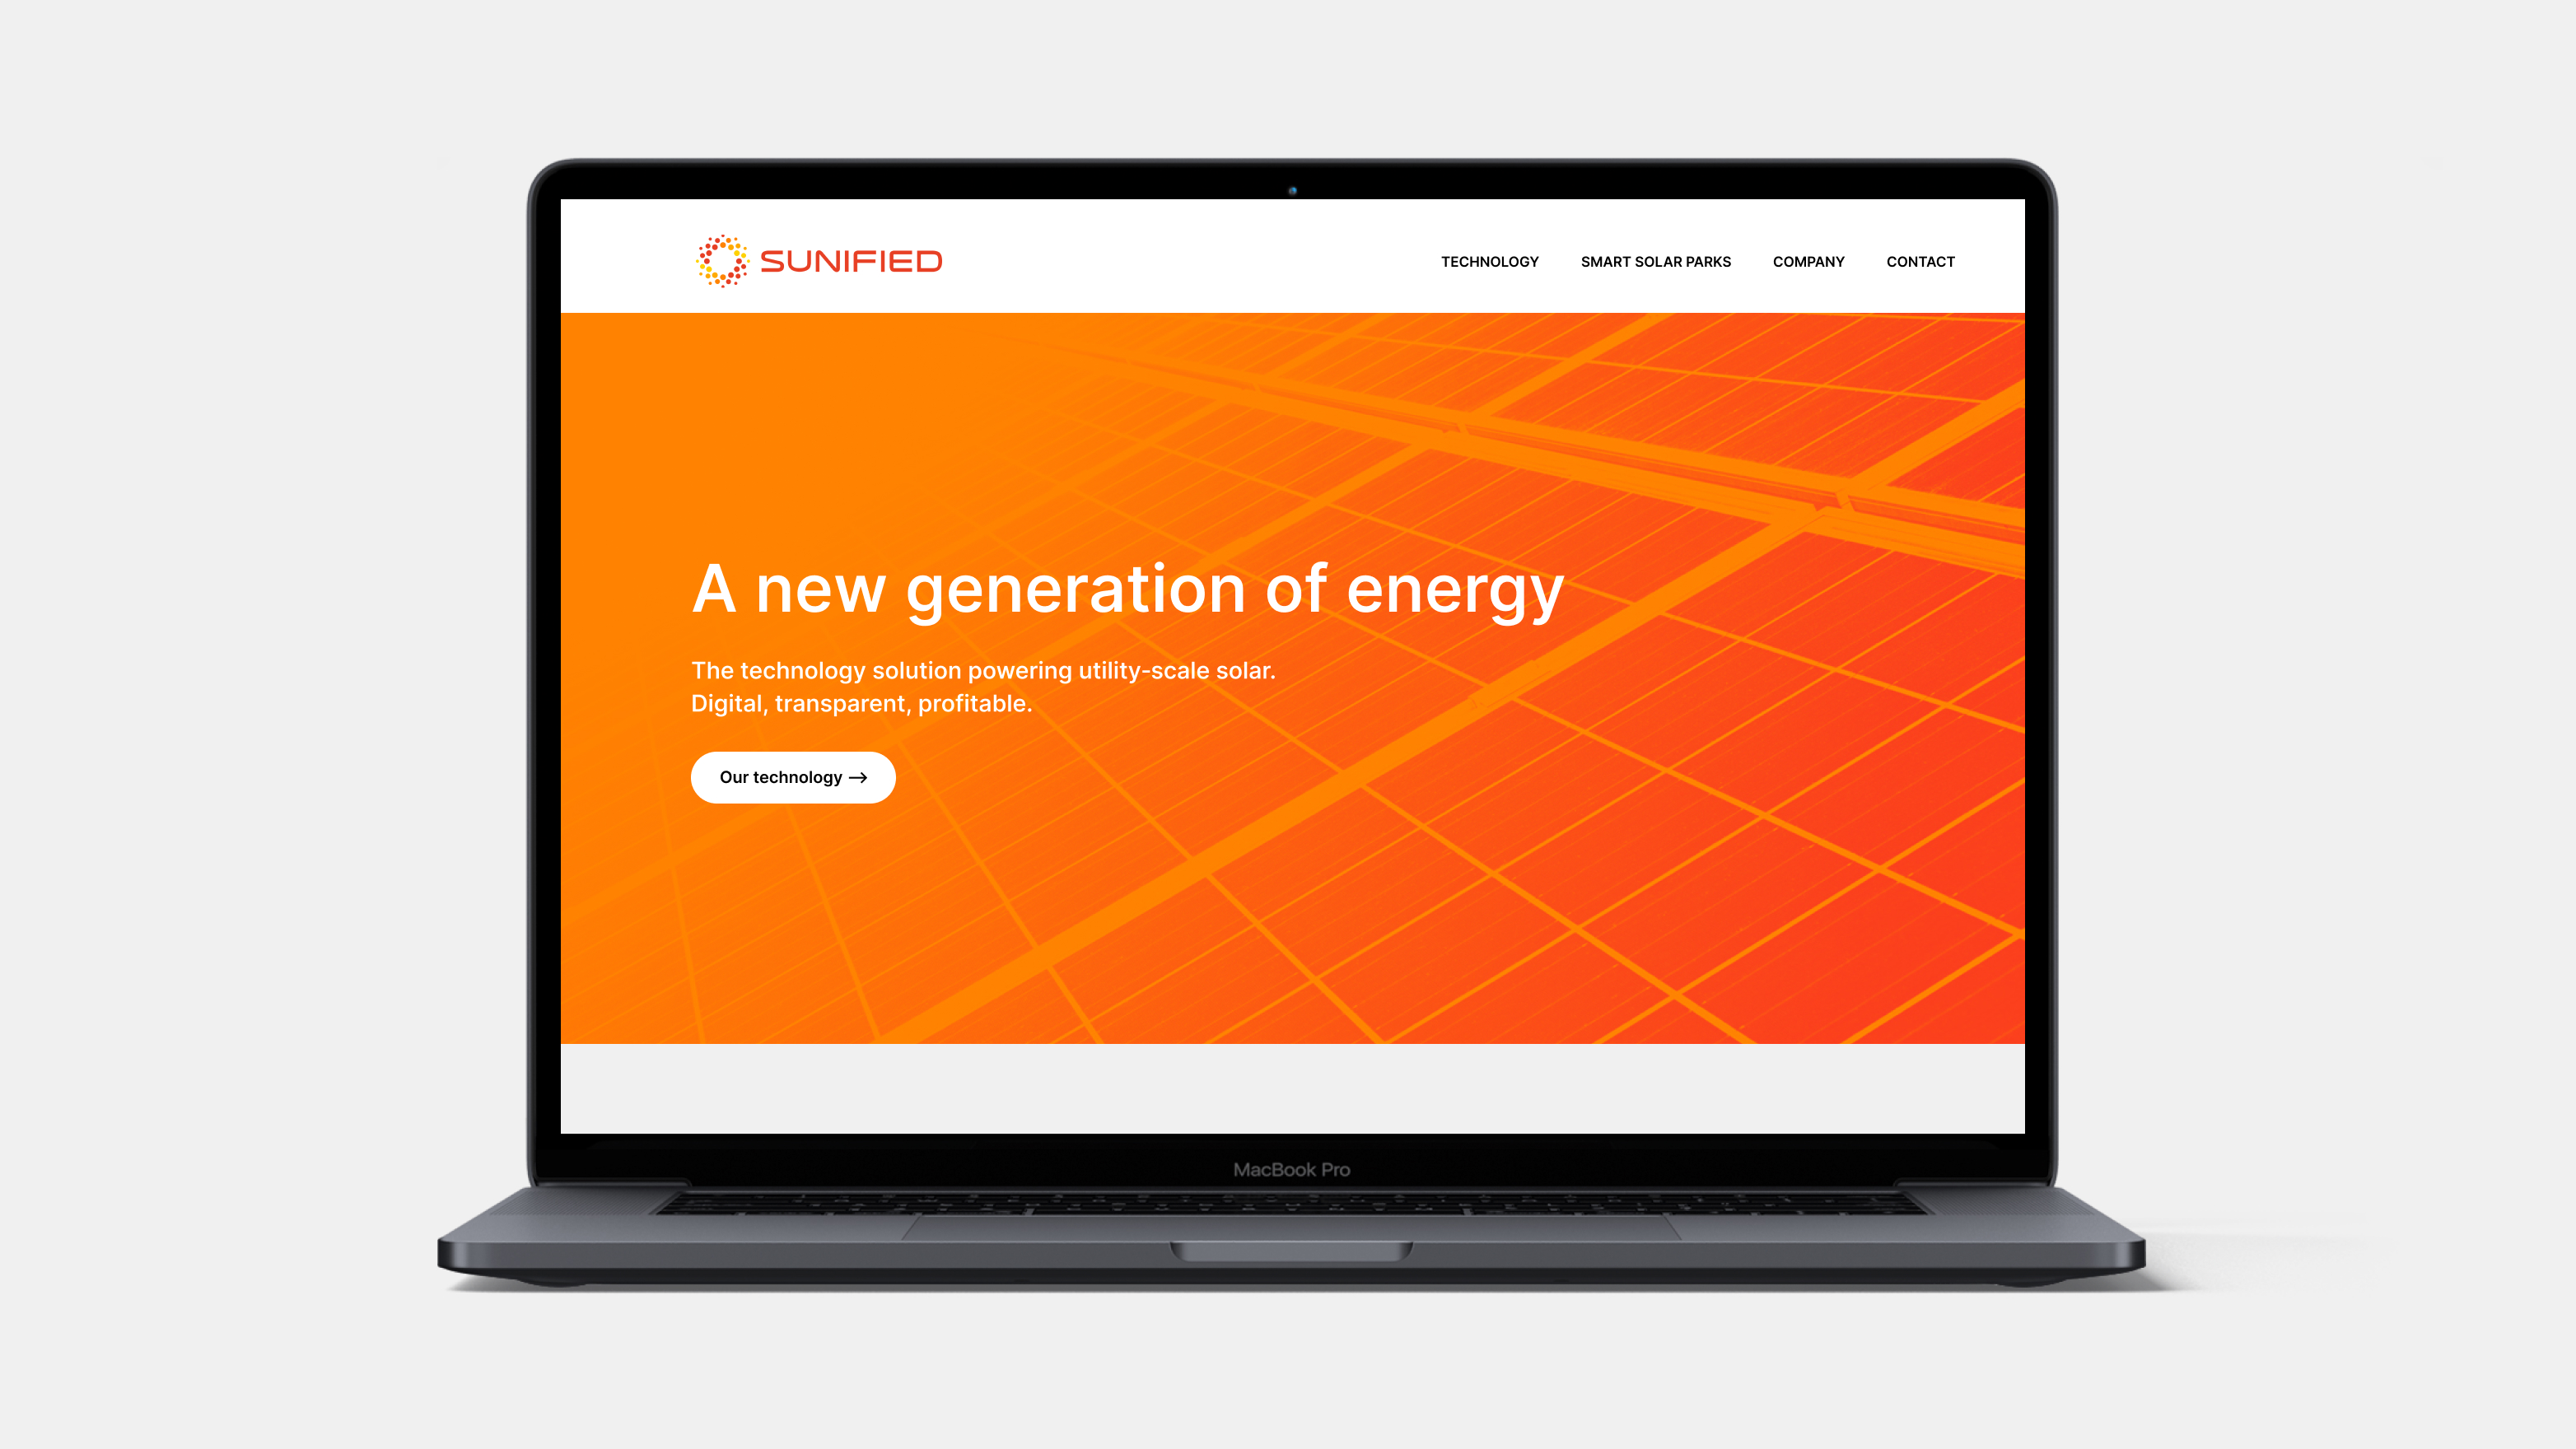 SUNIFIED
TECHNOLOGY SMART SOLAR PARKS COMPANY CONTACT
A new generation of energy
The technology solution powering utility-scale solar.
Digital, transparent, profitable.
Our technology →
MacBook Pro